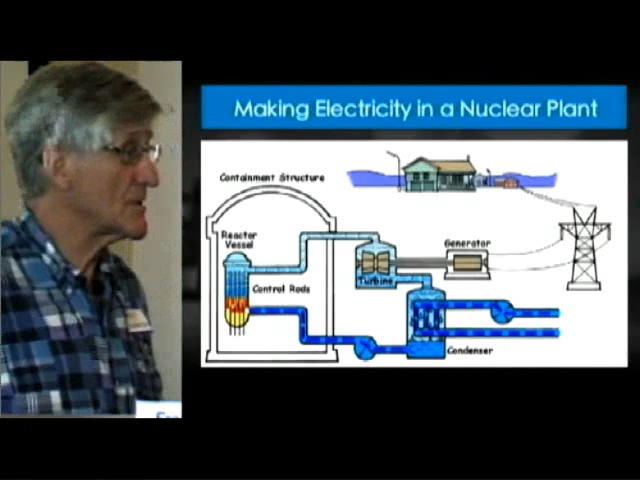 Making Electricity in a Nuclear Plant
Containment Structure
Reactor
Vessel
Generator
Turbine
Control Rods
Condenser